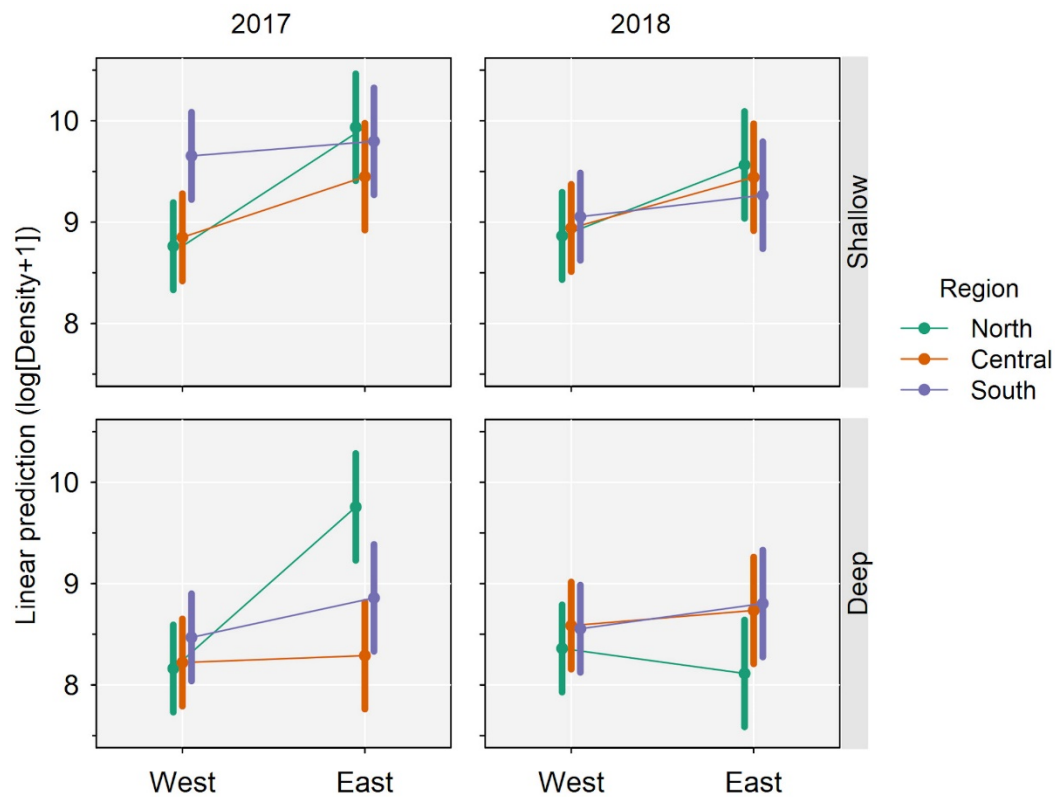 2017
2018
Linear prediction (log[Density+1])
10
9
8
Shallow
10
9
8
Deep
West
East
West
East
Region
North
Central
South